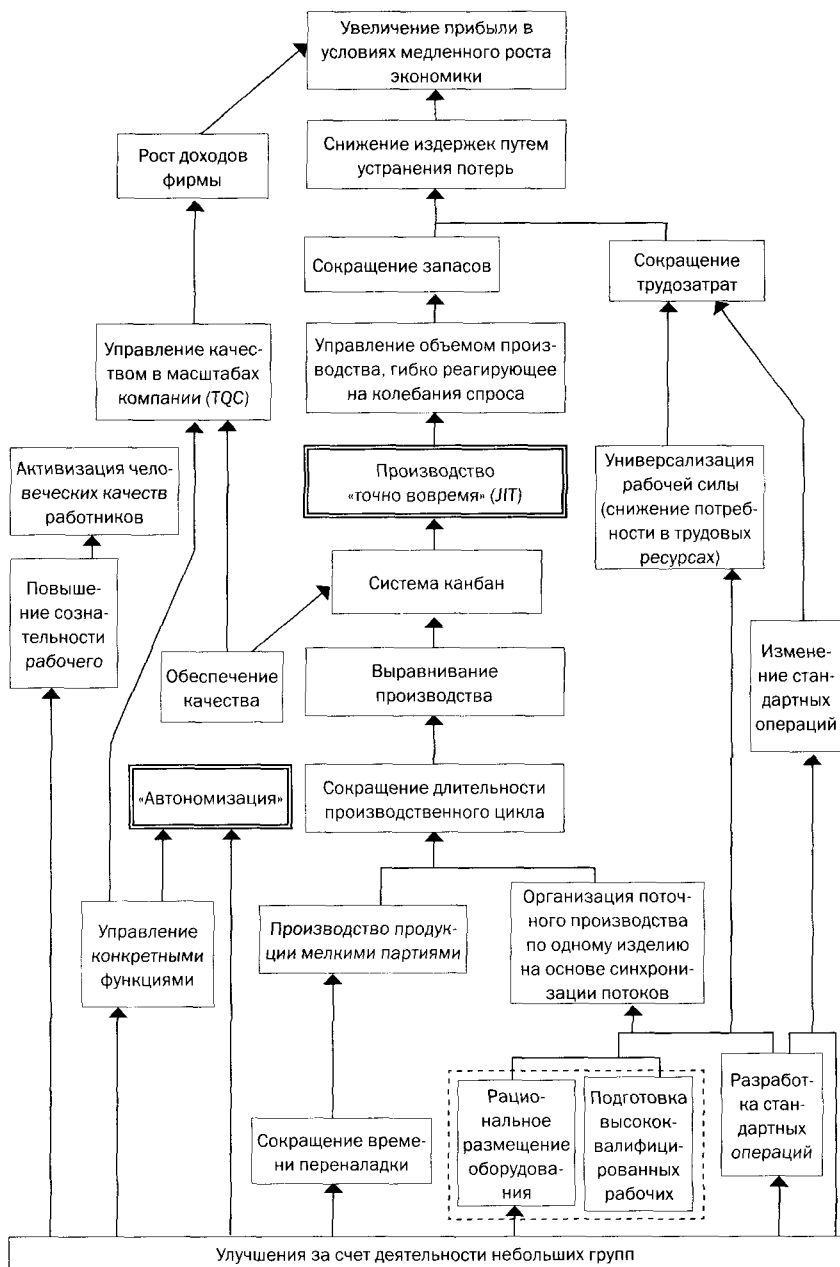 Увеличение прибыли в
условиях медленного роста
экономики
Рост доходов
фирмы
Снижение издержек путем
устранения потерь
Сокращение запасов
Сокращение
трудозатрат
Управление качес-
твом в масштабах
компании (TQC)
Управление объемом произ-
водства, гибко реагирующее
на колебания спроса
Активизация чело-
веческих качеств
работников
Производство
«точно вовремя» (JIT)
Универсализация
рабочей силы
(снижение потреб-
ности в трудовых
ресурсах)
Повыше-
ние созна-
тельности
рабочего
Система канбан
Обеспечение
качества
Выравнивание
производства
Измене-
ние стан-
дартных
операций
«Автономизация»
Сокращение длительности
производственного цикла
Управление
конкретными
функциями
Производство продук-
ции мелкими партиями
Организация поточ-
ного производства
по одному изделию
на основе синхрони-
зации потоков
Сокращение време-
ни переналадки
Рацио-
нальное
размещение
оборудова-
ния
Подготовка
высокок-
валифици-
рованных
рабочих
Разработ-
ка стан-
дартных
операций
Улучшения за счет деятельности небольших групп